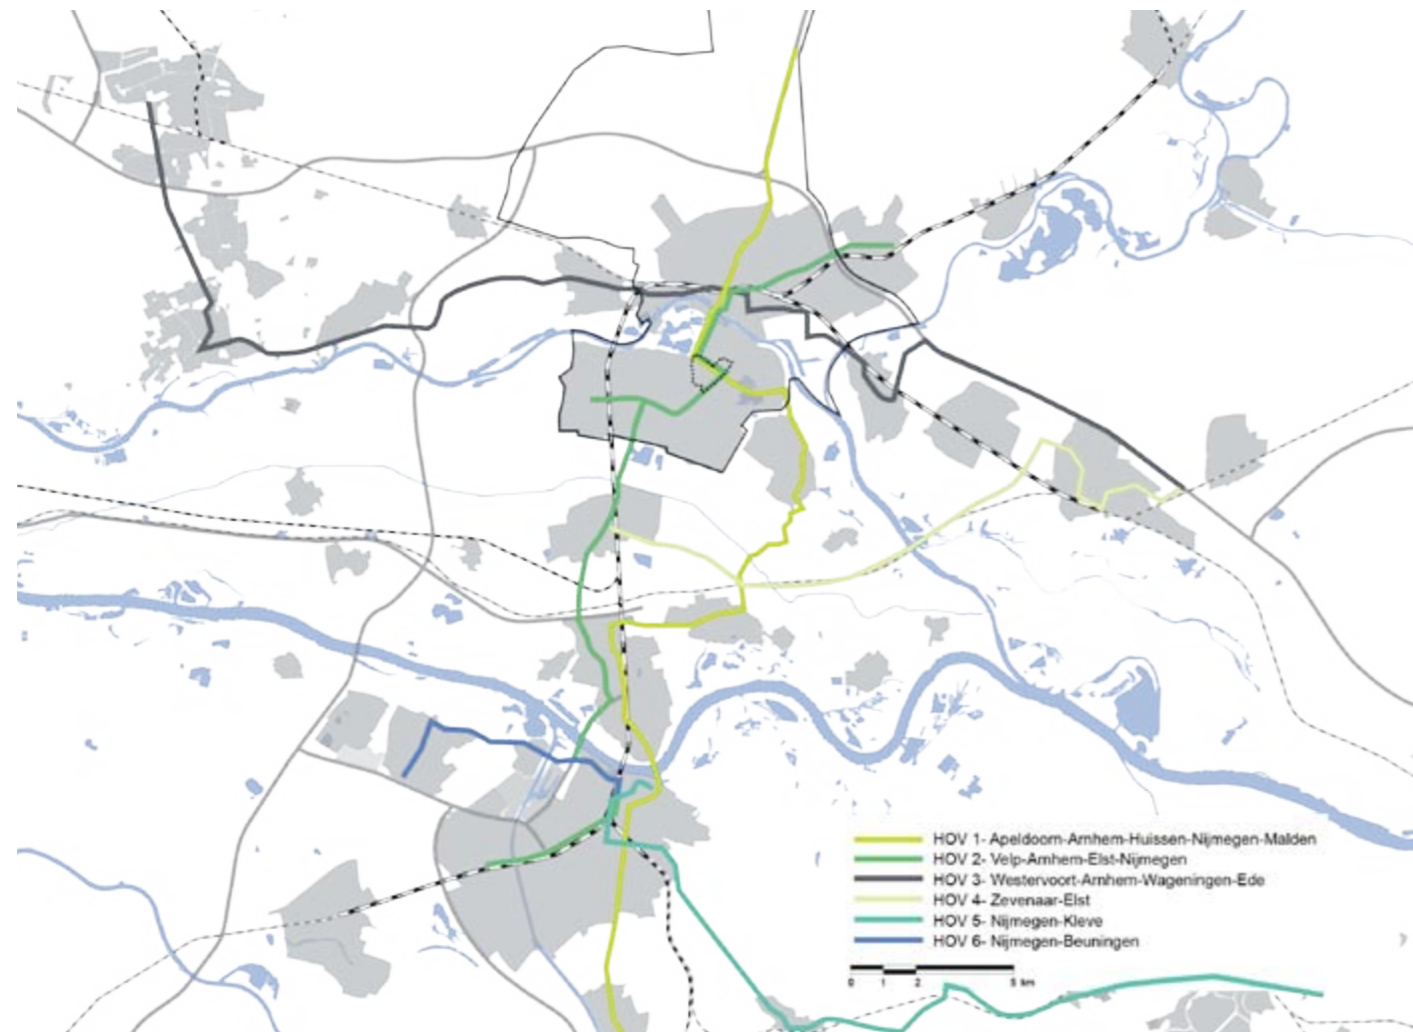 HOV 1- Apeldoorn-Arnhem-Huissen-Nijmegen-Malden
HOV 2- Velp-Arnhem-Elst-Nijmegen
HOV 3- Westervoort-Arnhem-Wageningen-Ede
HOV 4- Zevenaar-Elst
HOV 5- Nijmegen-Kleve
HOV 6- Nijmegen-Beuningen
0 1 2 5 km